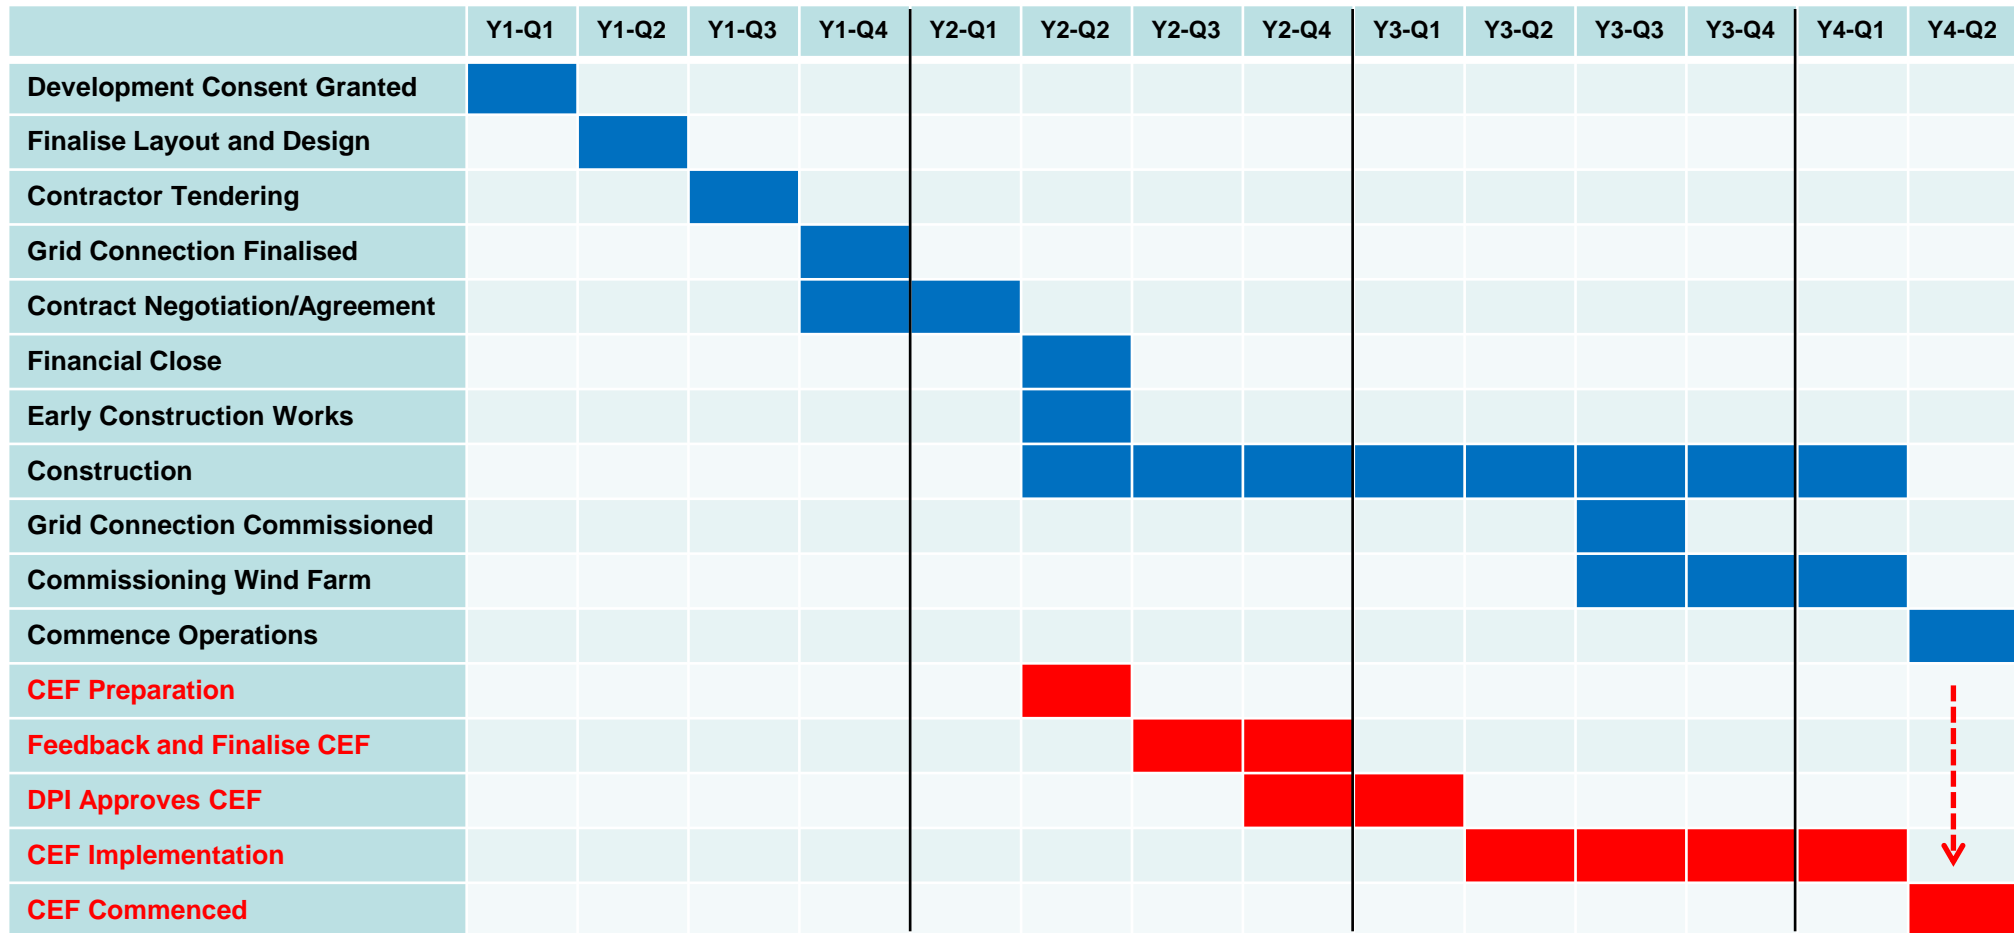 Y1-Q1 Y1-Q2 Y1-Q3 Y1-Q4 Y2-Q1 Y2-Q2 Y2-Q3 Y2-Q4 Y3-Q1 Y3-Q2 Y3-Q3 Y3-Q4 Y4-Q1 Y4-Q2
Development Consent Granted
Finalise Layout and Design
Contractor Tendering
Grid Connection Finalised
Contract Negotiation/Agreement
Financial Close
Early Construction Works
Construction
Grid Connection Commissioned
Commissioning Wind Farm
Commence Operations
CEF Preparation
Feedback and Finalise CEF
DPI Approves CEF
CEF Implementation
CEF Commenced